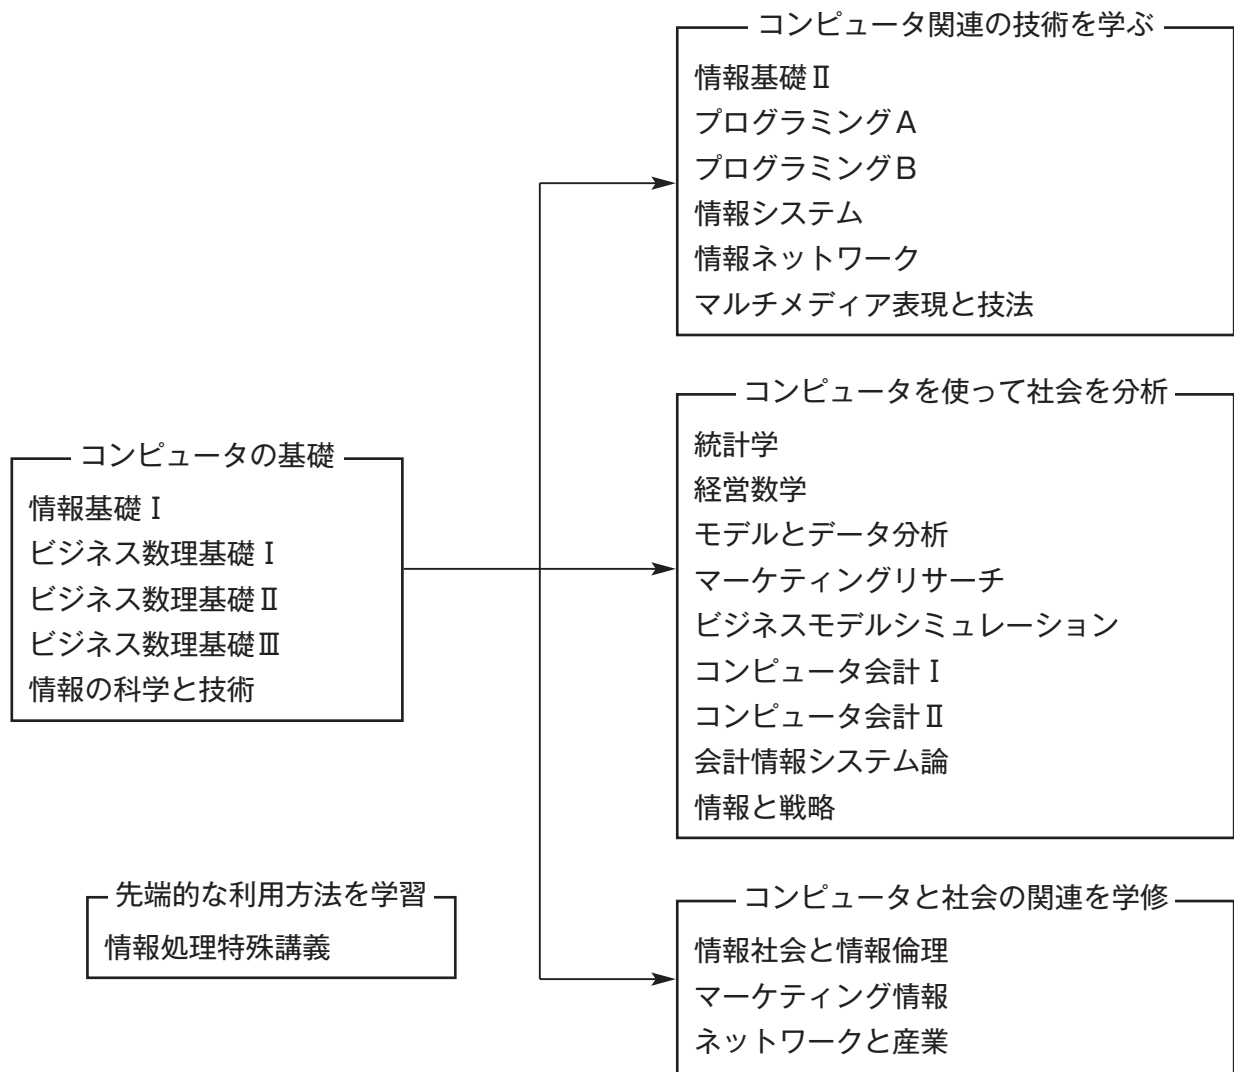 コンピュータの基礎
情報基礎Ⅰ
ビジネス数理基礎Ⅰ
ビジネス数理基礎Ⅱ
ビジネス数理基礎Ⅲ
情報の科学と技術
先端的な利用方法を学習
情報処理特殊講義
コンピュータ関連の技術を学ぶ
情報基礎Ⅱ
プログラミングA
プログラミングB
情報システム
情報ネットワーク
マルチメディア表現と技法
コンピュータを使って社会を分析
統計学
経営数学
モデルとデータ分析
マーケティングリサーチ
ビジネスモデルシミュレーション
コンピュータ会計Ⅰ
コンピュータ会計Ⅱ
会計情報システム論
情報と戦略
コンピュータと社会の関連を学修
情報社会と情報倫理
マーケティング情報
ネットワークと産業